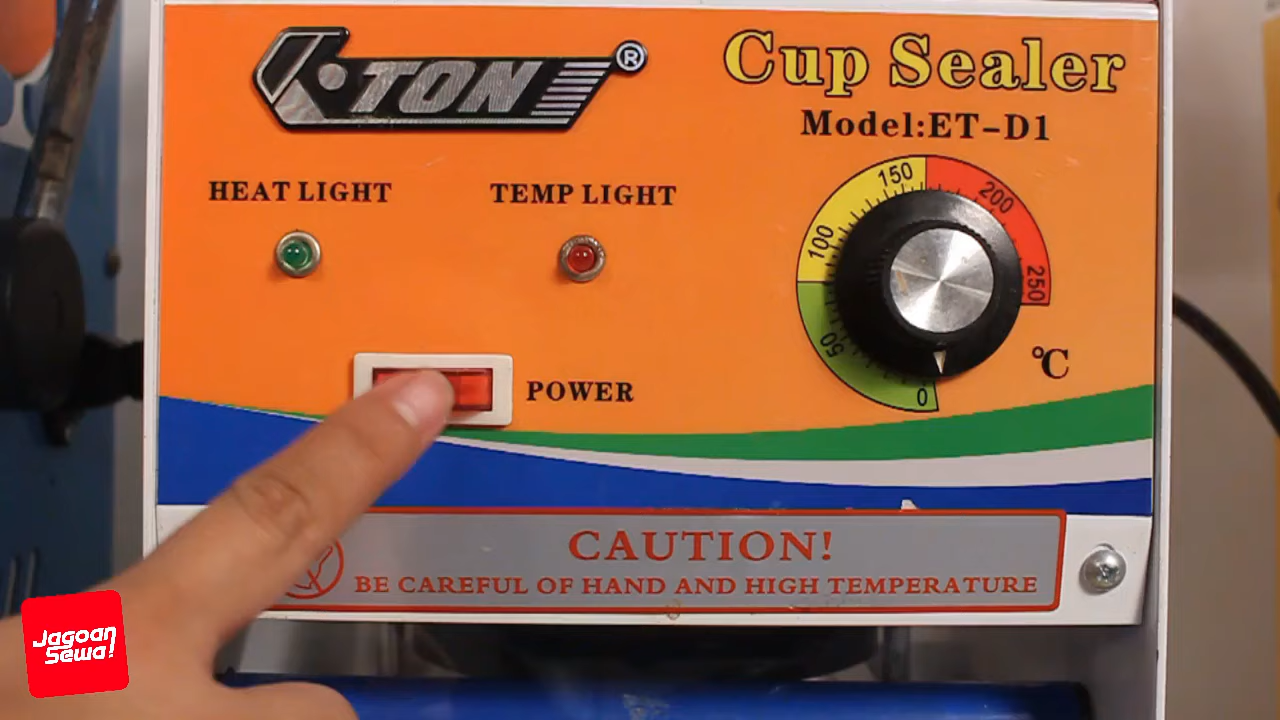 TON®
Cup Sealer
Model:ET-D1
HEAT LIGHT
TEMP LIGHT
0
50
100
150
200
250
°C
POWER
CAUTION!
BE CAREFUL OF HAND AND HIGH TEMPERATURE
Jagoan
Sewa!